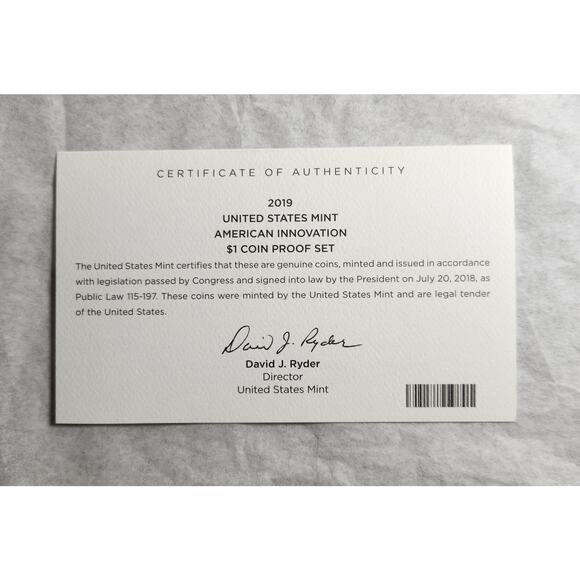 CERTIFICATE OF AUTHENTICITY
2019
UNITED STATES MINT
AMERICAN INNOVATION
$1 COIN PROOF SET
The United States Mint certifies that these are genuine coins, minted and issued in accordance
with legislation passed by Congress and signed into law by the President on July 20, 2018, as
Public Law 115-197. These coins were minted by the United States Mint and are legal tender
of the United States.
David J. Ryder
David J. Ryder
Director
United States Mint